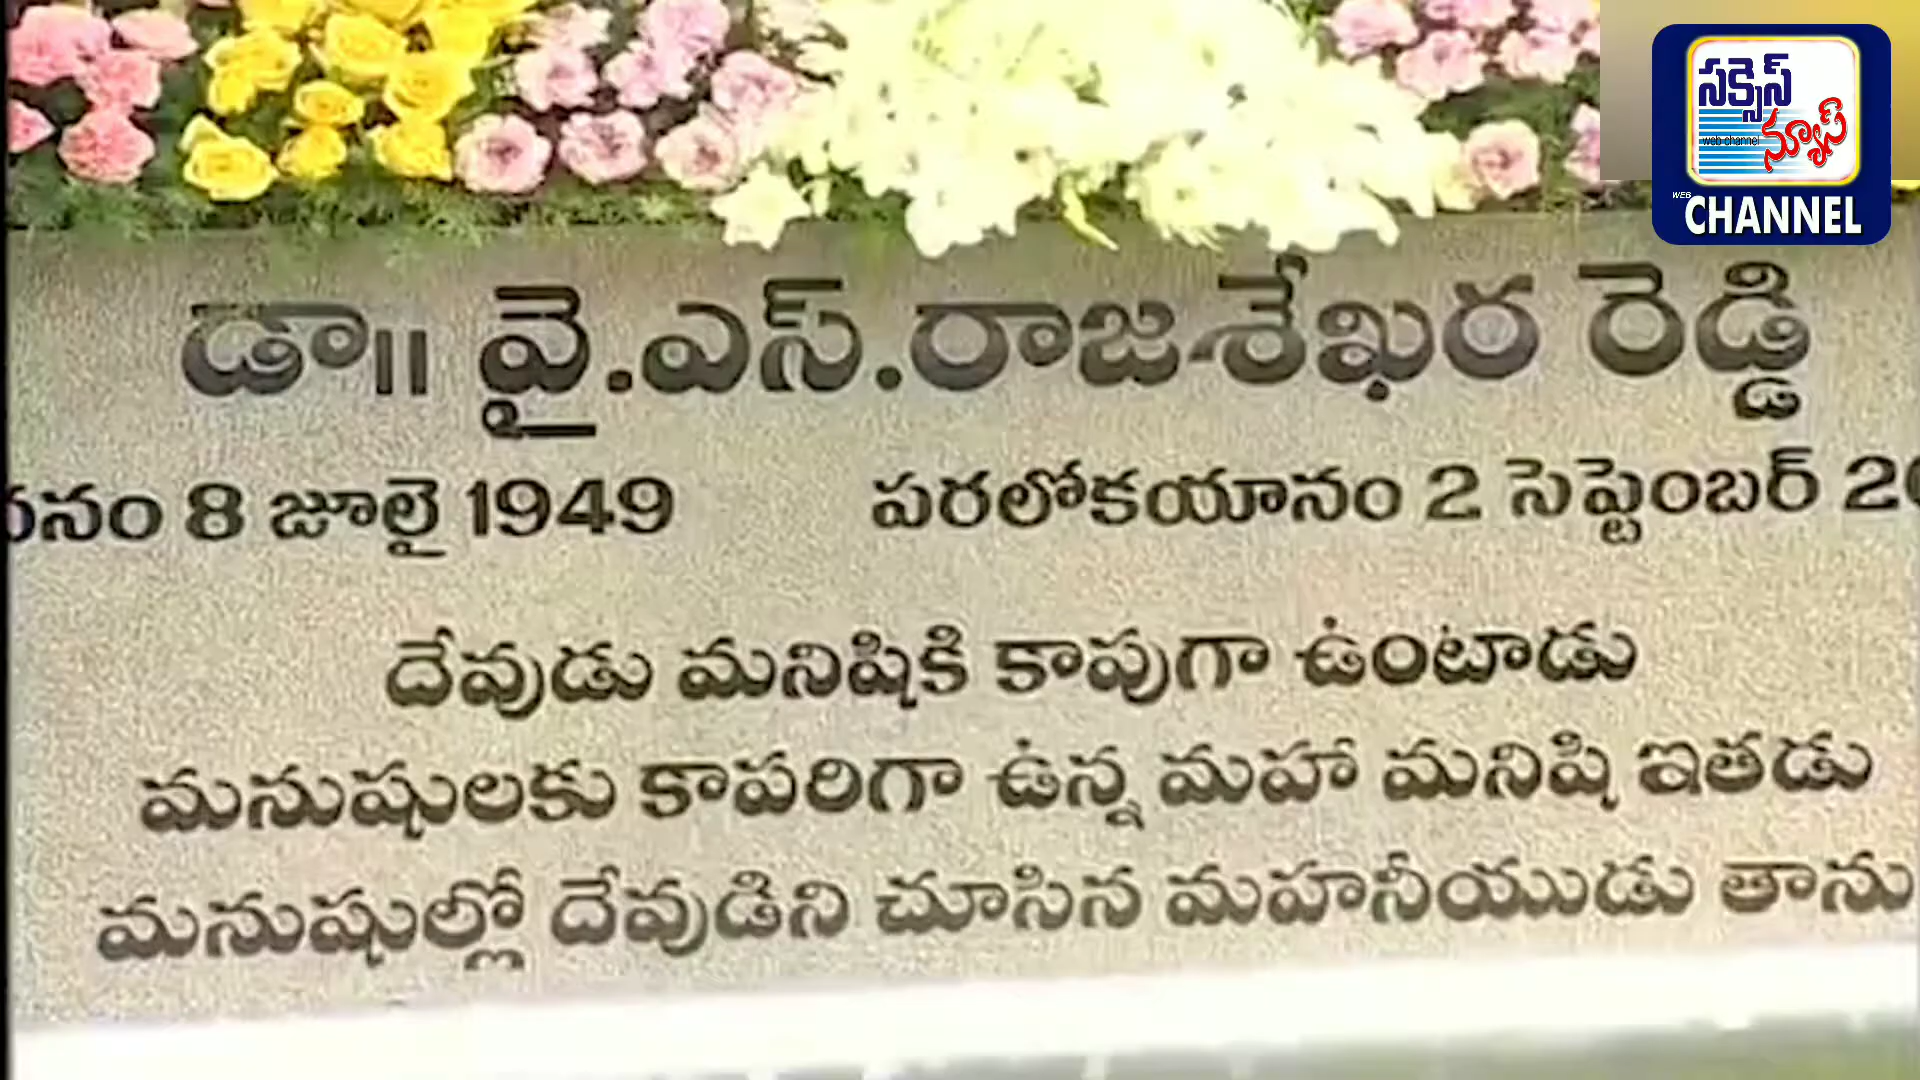 సక్సెస్
న్యూస్
web channel
WEB
CHANNEL
డా॥ వై.ఎస్.రాజశేఖర రెడ్డి
8 జూలై 1949 పరలోకయానం 2 సెప్టెంబర్
దేవుడు మనిషికి కాపుగా ఉంటాడు
మనుషులకు కాపరిగా ఉన్న మహా మనిషి ఇతడు
మనుషుల్లో దేవుడిని చూసిన మహనీయుడు తాను